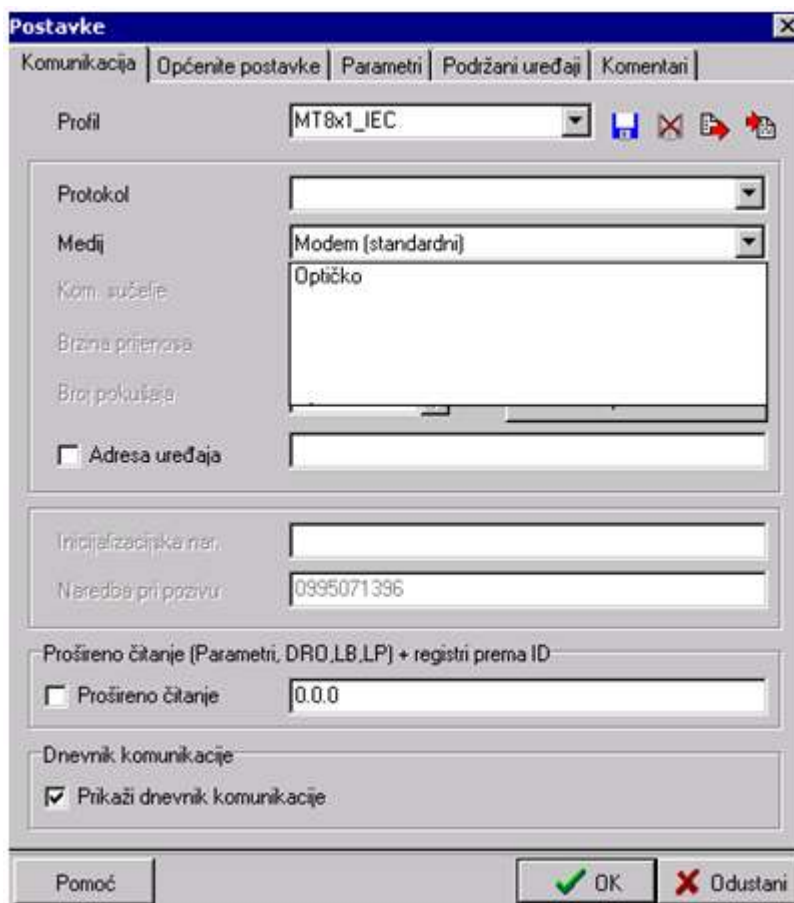 Postavke
Komunikacija Općenite postavke Parametri Podržani uređaji Komentari
Profil MT8x1_IEC
Protokol
Medij Modem (standardni)
Optičko
Kom. sučelje
Brzina prijenosa
Broj pokušaja
Adresa uređaja
Inicijalizacijska nar.
Naredba pri pozivu 0995071396
Prošireno čitanje (Parametri, DRO,LB,LP) + registri prema ID
Prošireno čitanje 0.0.0
Dnevnik komunikacije
Prikaži dnevnik komunikacije
Pomoć OK Odustani